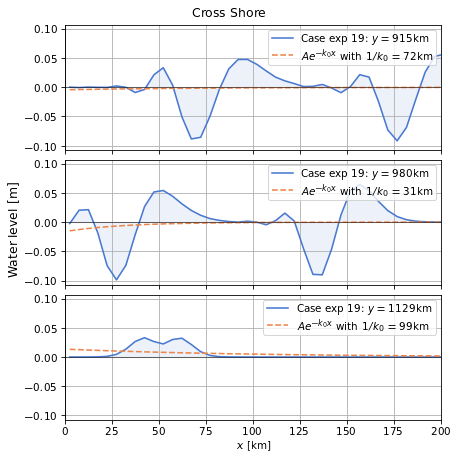 Cross Shore
0.10
0.05
0.00
−0.05
−0.10
Case exp 19: y = 915km
Ae^{−k₀x} with 1/k₀ = 72km
Water level [m]
0.10
0.05
0.00
−0.05
−0.10
Case exp 19: y = 980km
Ae^{−k₀x} with 1/k₀ = 31km
0.10
0.05
0.00
−0.05
−0.10
Case exp 19: y = 1129km
Ae^{−k₀x} with 1/k₀ = 99km
0 25 50 75 100 125 150 175 200
x [km]